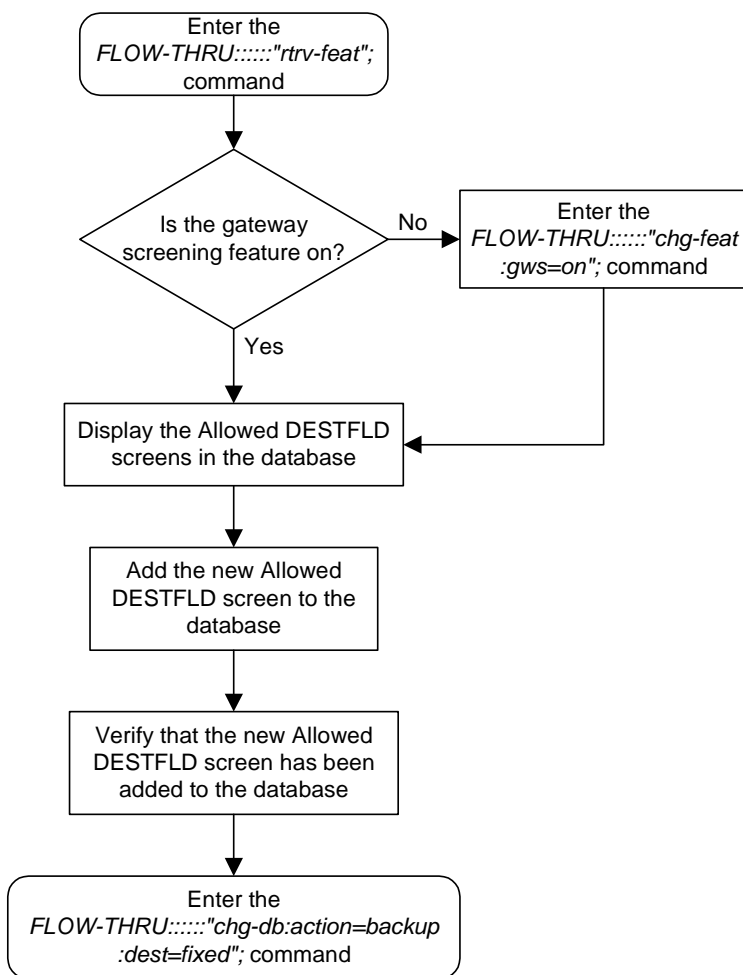 Enter the
FLOW-THRU::::::"rtrv-feat";
command
Is the gateway
screening feature on?
No
Enter the
FLOW-THRU::::::"chg-feat
:gws=on"; command
Yes
Display the Allowed DESTFLD
screens in the database
Add the new Allowed
DESTFLD screen to the
database
Verify that the new Allowed
DESTFLD screen has been
added to the database
Enter the
FLOW-THRU::::::"chg-db:action=backup
:dest=fixed"; command